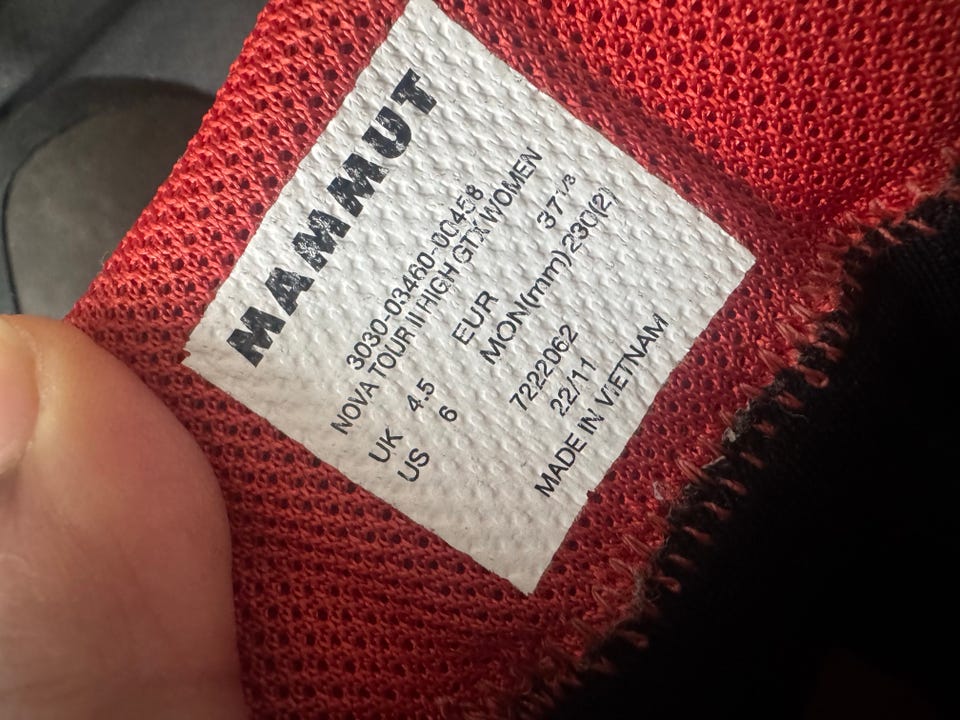 MAMMUT
3030-03460-00458
NOVA TOUR III HIGH GTX WOMEN
UK 4.5 EUR 37 1/3
US 6 MON(mm)230(2)
7222062
22/11
MADE IN VIETNAM